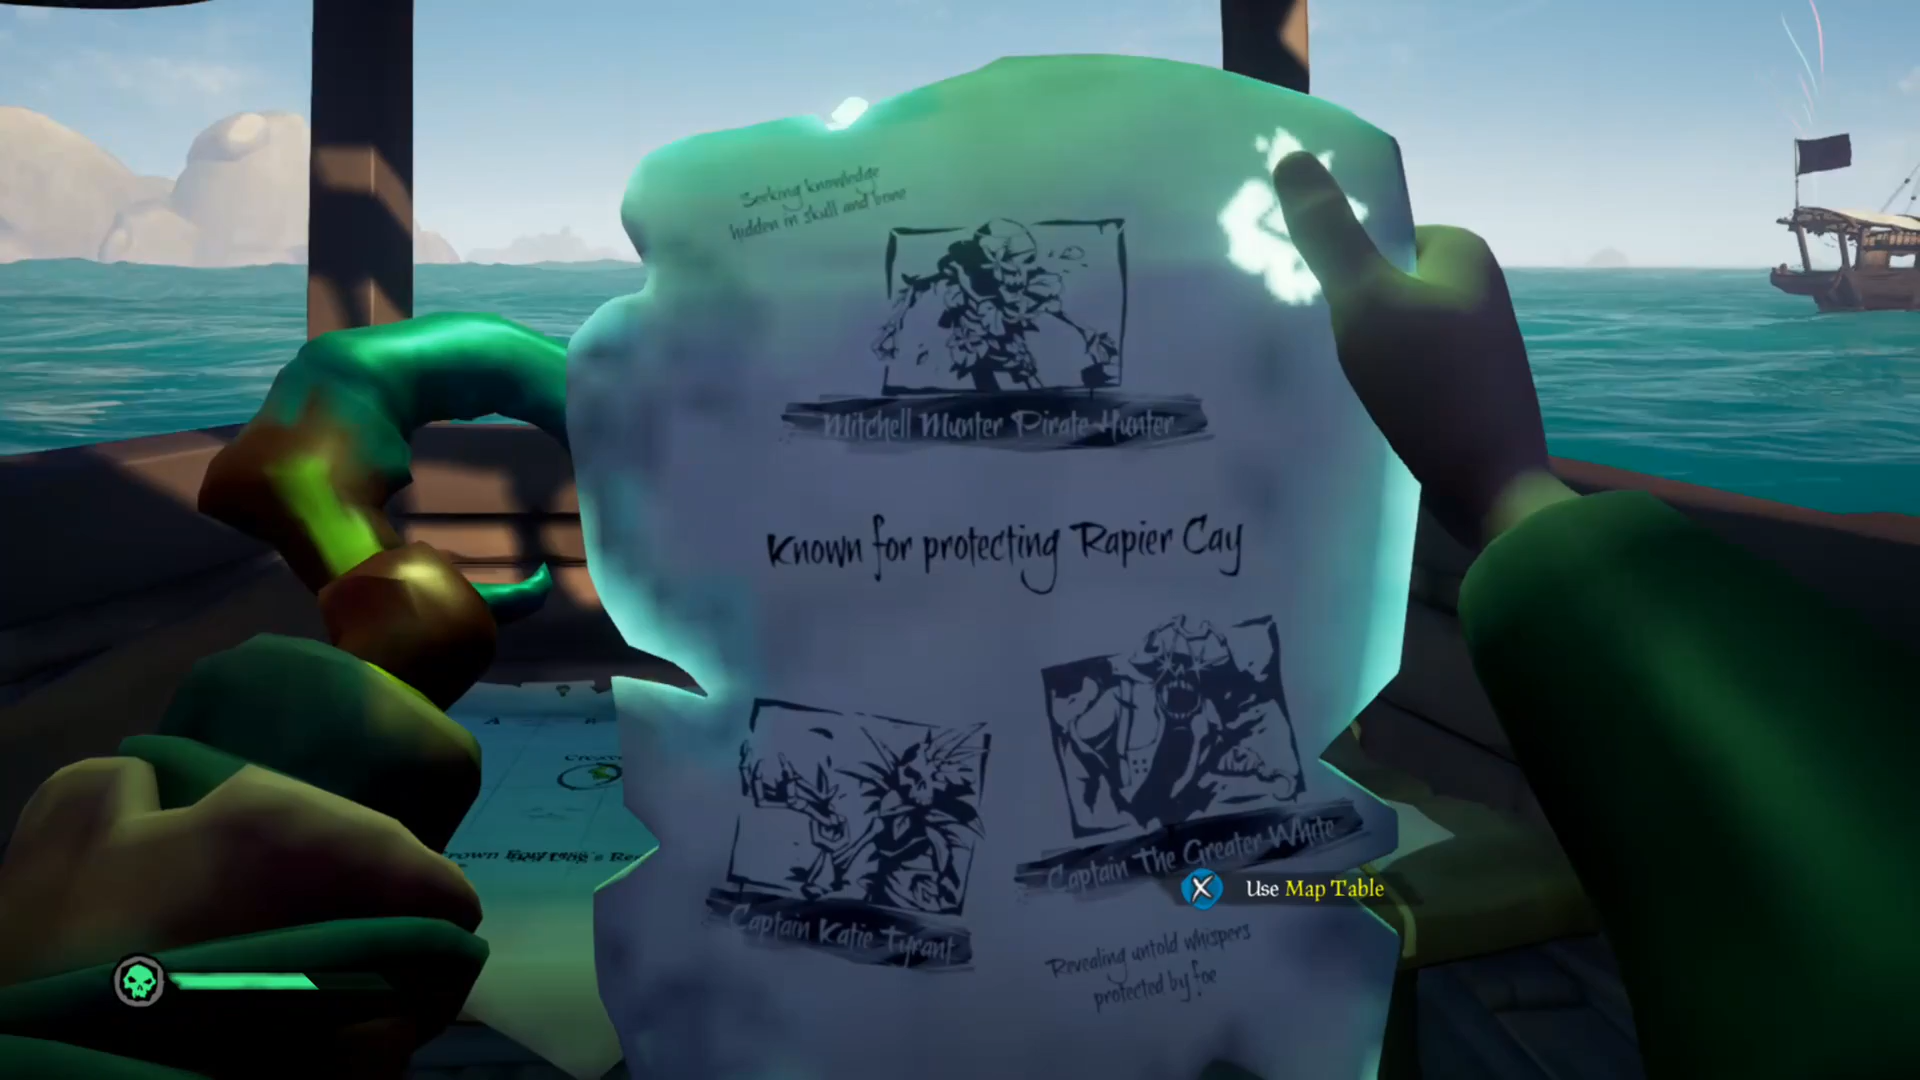 Seeking knowledge
hidden in skull and bone
Mitchell Munter Pirate Hunter
Known for protecting Rapier Cay
A
B
Captain The Greater White
X Use Map Table
Captain Katie Tyrant
Revealing untold whispers
protected by foe